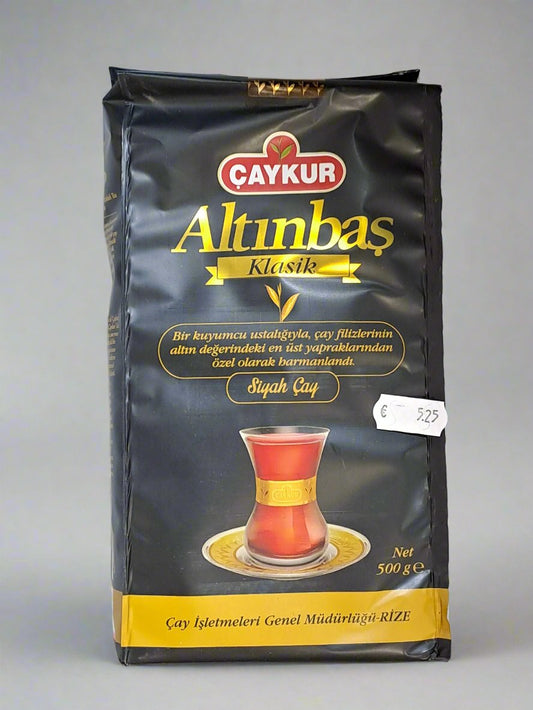 ÇAYKUR
Altınbaş
Klasik
Bir kuyumcu ustalığıyla, çay filizlerinin
altın değerindeki en üst yapraklarından
özel olarak harmanlandı.
Siyah Çay
€ 5.25
Net
500 g ℮
Çay İşletmeleri Genel Müdürlüğü-RİZE